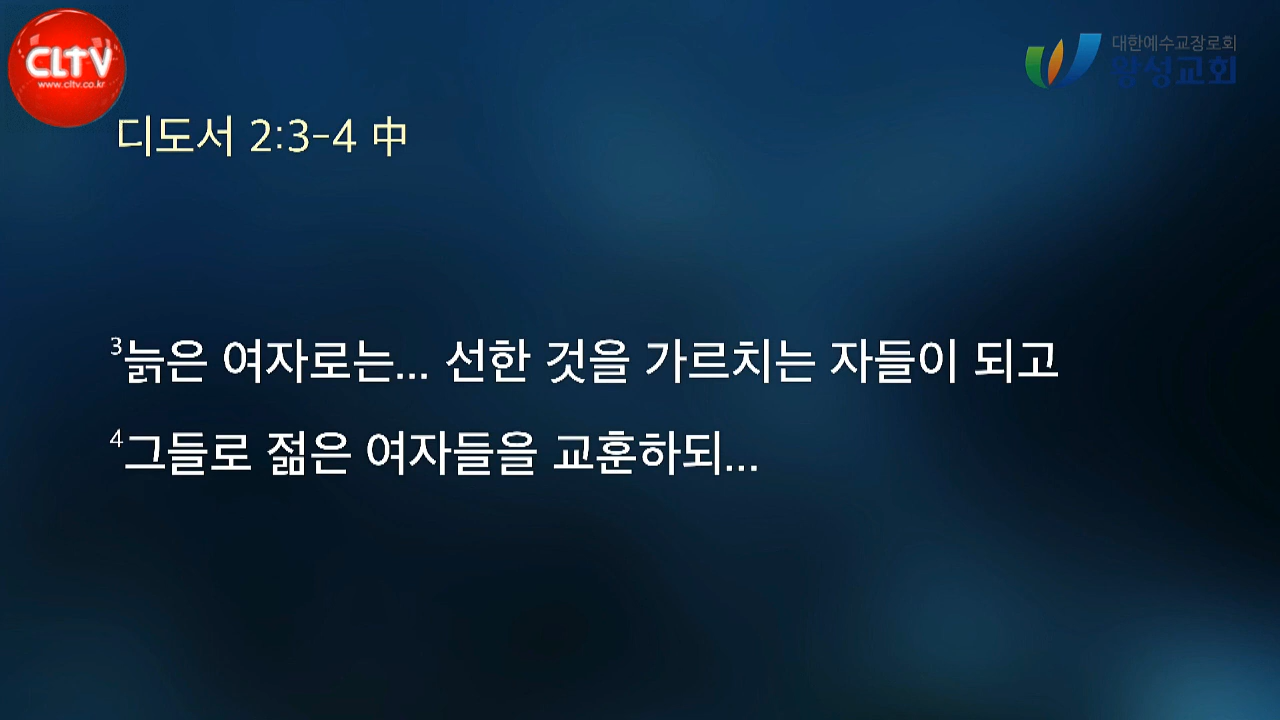 CLTV
www.cltv.co.kr
대한예수교장로회
왕성교회
디도서 2:3-4 中
3늙은 여자로는... 선한 것을 가르치는 자들이 되고
4그들로 젊은 여자들을 교훈하되...